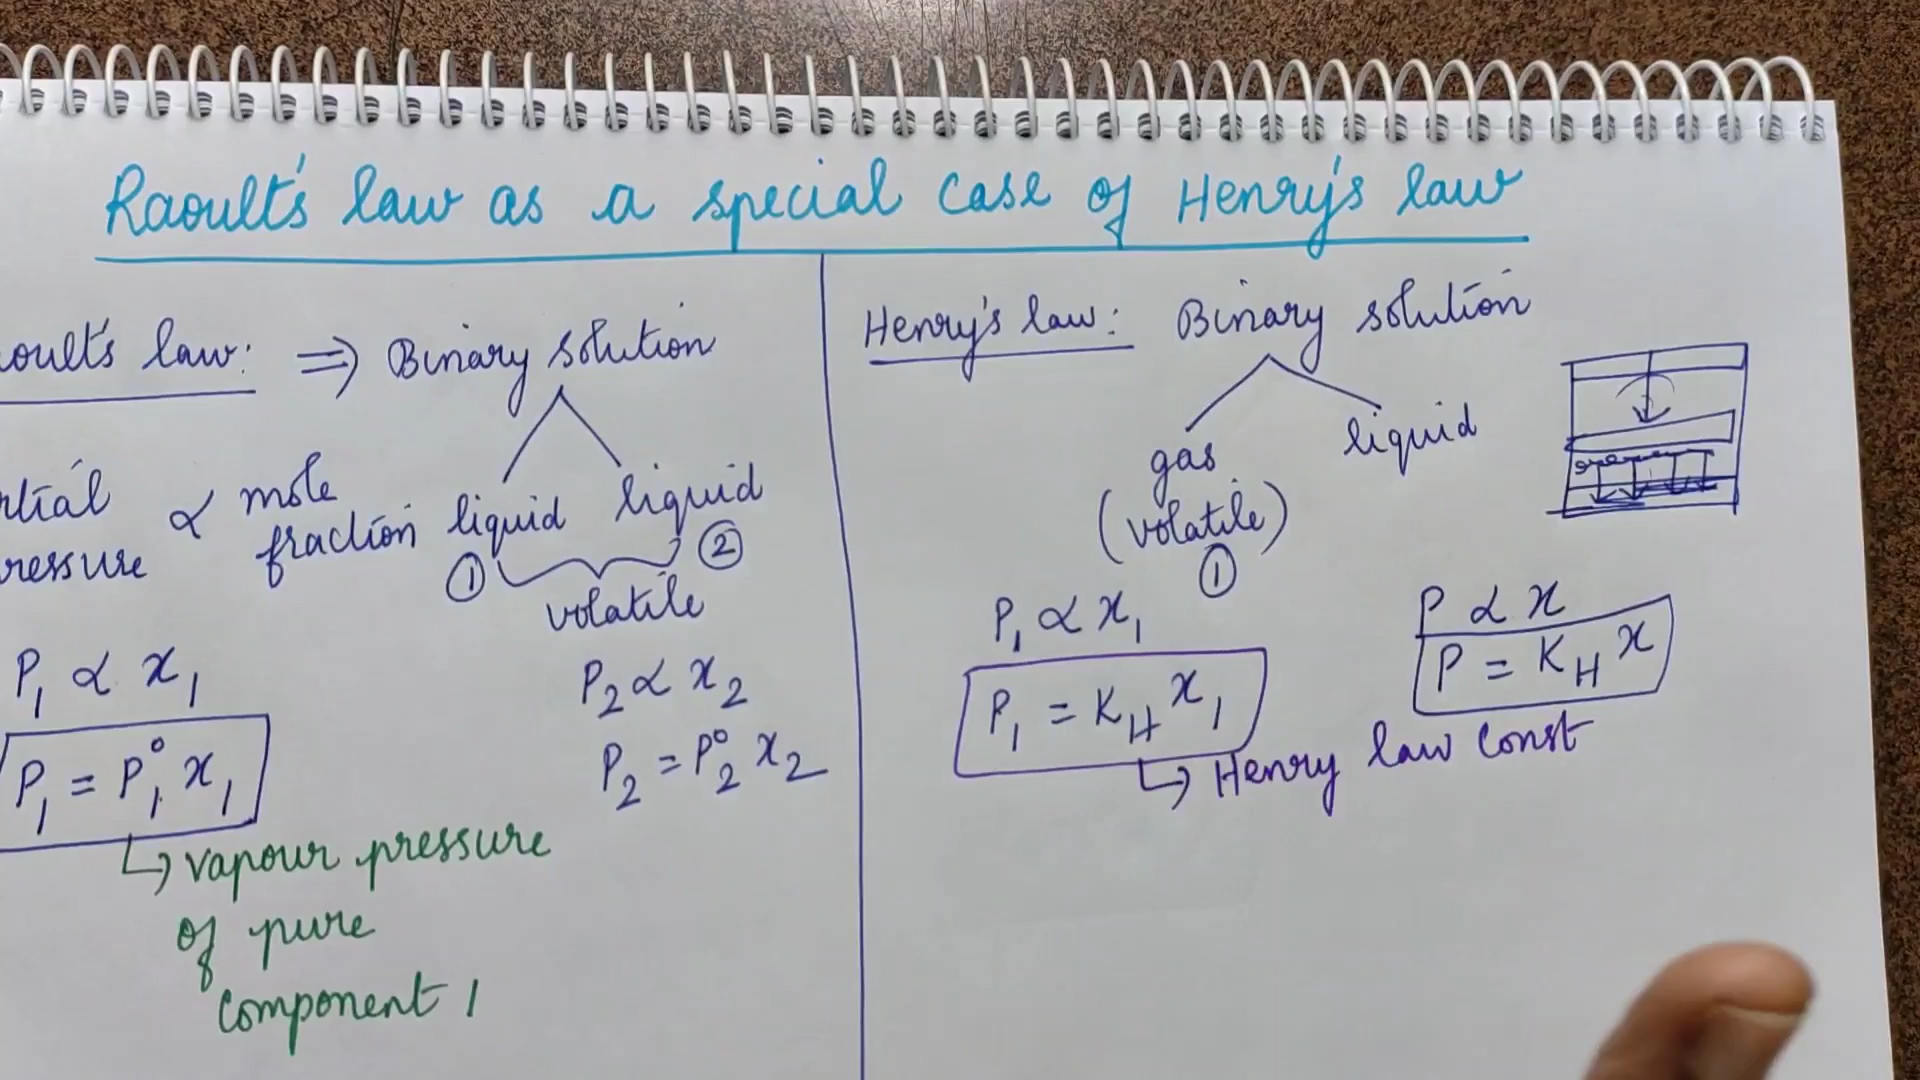 Raoult's law as a special case of Henry's law
oult's law: ⇒ Binary solution
rtial ∝ mole
ressure fraction
liquid liquid
① ②
volatile
P₁ ∝ x₁
P₁ = P₁° x₁
P₂ ∝ x₂
P₂ = P₂° x₂
↳ vapour pressure
of pure
component 1
Henry's law: Binary solution
gas liquid
(volatile)
①
P₁ ∝ x₁
P₁ = K_H x₁
↳ Henry law const
P ∝ x
P = K_H x